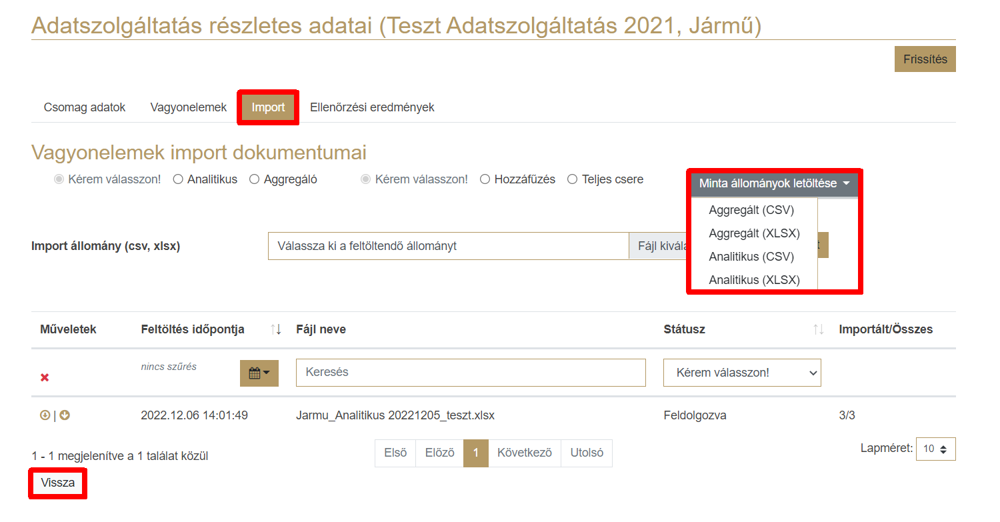 Adatszolgáltatás részletes adatai (Teszt Adatszolgáltatás 2021, Jármű)
Frissítés
Csomag adatok Vagyonelemek Import Ellenőrzési eredmények
Vagyonelemek import dokumentumai
Kérem válasszon! Analitikus Aggregáló Kérem válasszon! Hozzáfűzés Teljes csere
Minta állományok letöltése
Aggregált (CSV)
Aggregált (XLSX)
Analitikus (CSV)
Analitikus (XLSX)
Import állomány (csv, xlsx) Válassza ki a feltöltendő állományt Fájl
Műveletek Feltöltés időpontja Fájl neve Státusz Importált/Összes
nincs szűrés Keresés Kérem válasszon!
2022.12.06 14:01:49 Jarmu_Analitikus 20221205_teszt.xlsx Feldolgozva 3/3
1 - 1 megjelenítve a 1 találat közül Első Előző 1 Következő Utolsó Lapméret: 10
Vissza